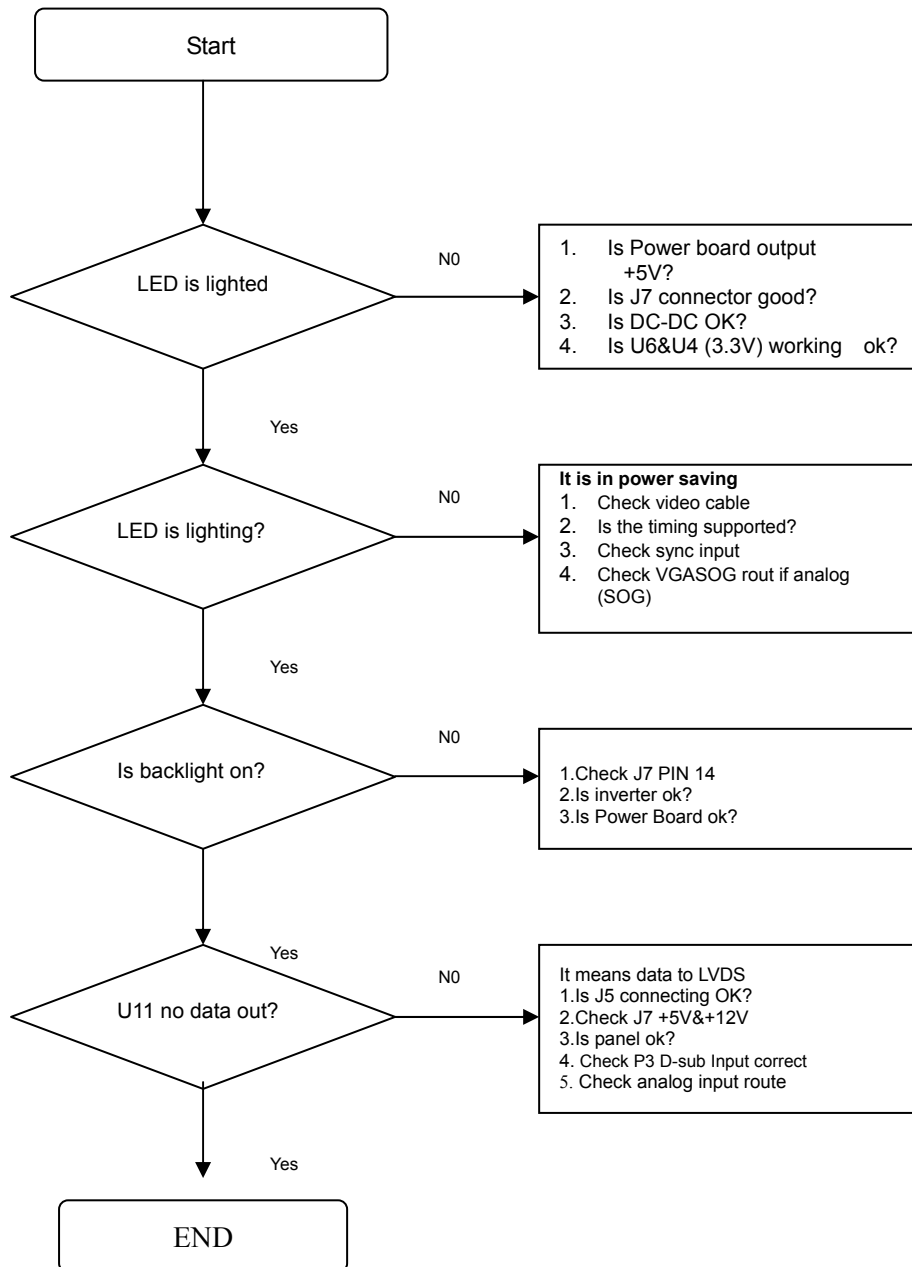 Start
LED is lighted
N0
1. Is Power board output
+5V?
2. Is J7 connector good?
3. Is DC-DC OK?
4. Is U6&U4 (3.3V) working ok?
Yes
LED is lighting?
N0
It is in power saving
1. Check video cable
2. Is the timing supported?
3. Check sync input
4. Check VGASOG rout if analog
(SOG)
Yes
Is backlight on?
N0
1.Check J7 PIN 14
2.Is inverter ok?
3.Is Power Board ok?
Yes
U11 no data out?
N0
It means data to LVDS
1.Is J5 connecting OK?
2.Check J7 +5V&+12V
3.Is panel ok?
4. Check P3 D-sub Input correct
5. Check analog input route
Yes
END